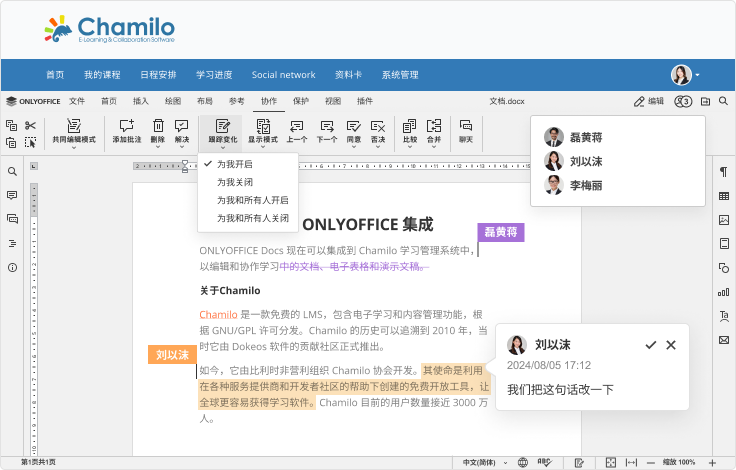 Chamilo
E-Learning & Collaboration Software
首页 我的课程 日程安排 学习进度 Social network 资料卡 系统管理
ONLYOFFICE 文件 首页 插入 绘图 布局 参考 协作 保护 视图 插件 文档.docx 编辑 3
共同编辑模式 添加批注 删除 解决 跟踪变化 显示模式 上一个 下一个 同意 否决 比较 合并 聊天
磊黄蒋
刘以沫
李梅丽
为我开启
为我关闭
为我和所有人开启
为我和所有人关闭
ONLYOFFICE 集成
磊黄蒋
ONLYOFFICE Docs 现在可以集成到 Chamilo 学习管理系统中，
以编辑和协作学习中的文档、电子表格和演示文稿。
关于Chamilo
Chamilo 是一款免费的 LMS，包含电子学习和内容管理功能，根
据 GNU/GPL 许可分发。Chamilo 的历史可以追溯到 2010 年，当
时它由 Dokeos 软件的贡献社区正式推出。
刘以沫
如今，它由比利时非营利组织 Chamilo 协会开发。其使命是利用
在各种服务提供商和开发者社区的帮助下创建的免费开放工具，让
全球更容易获得学习软件。Chamilo 目前的用户数量接近 3000 万
人。
刘以沫
2024/08/05 17:12
我们把这句话改一下
第1页共1页 中文(简体) ABC 缩放 100%